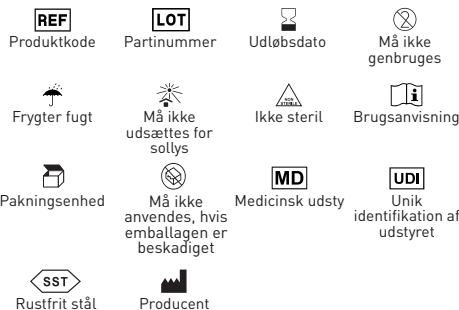 REF
Produktkode
LOT
Partinummer
Udløbsdato
2
Må ikke
genbruges
Frygter fugt
Må ikke
udsættes for
sollys
NON
STERILE
Ikke steril
i
Brugsanvisning
Pakningsenhed
Må ikke
anvendes, hvis
emballagen er
beskadiget
MD
Medicinsk udsty
UDI
Unik
identifikation af
udstyret
SST
Rustfrit stål
Producent